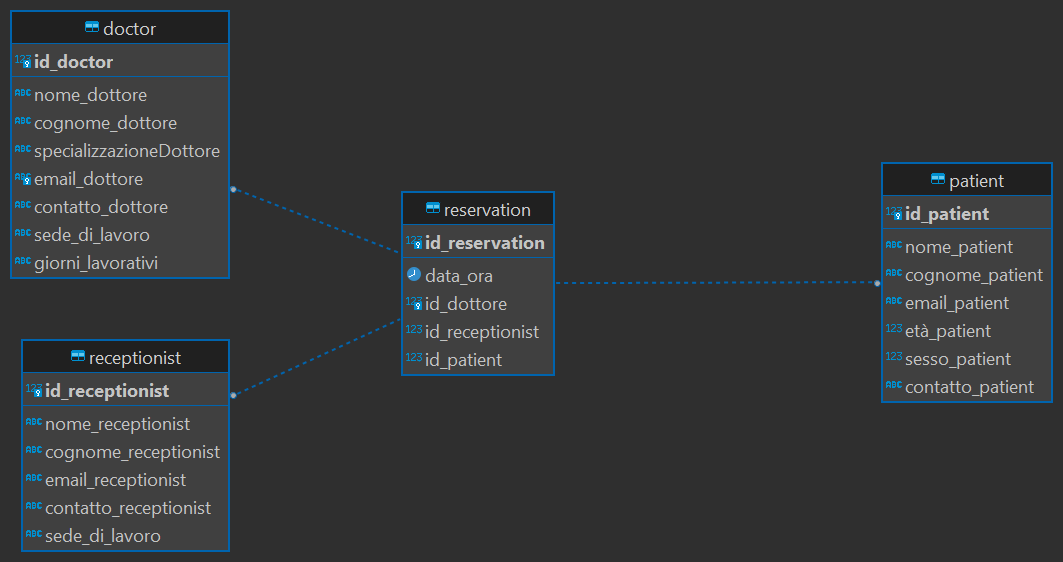 doctor
123 id_doctor
ABC nome_dottore
ABC cognome_dottore
ABC specializzazioneDottore
ABC email_dottore
ABC contatto_dottore
ABC sede_di_lavoro
ABC giorni_lavorativi
receptionist
123 id_receptionist
ABC nome_receptionist
ABC cognome_receptionist
ABC email_receptionist
ABC contatto_receptionist
ABC sede_di_lavoro
reservation
123 id_reservation
data_ora
123 id_dottore
123 id_receptionist
123 id_patient
patient
123 id_patient
ABC nome_patient
ABC cognome_patient
ABC email_patient
123 età_patient
123 sesso_patient
ABC contatto_patient